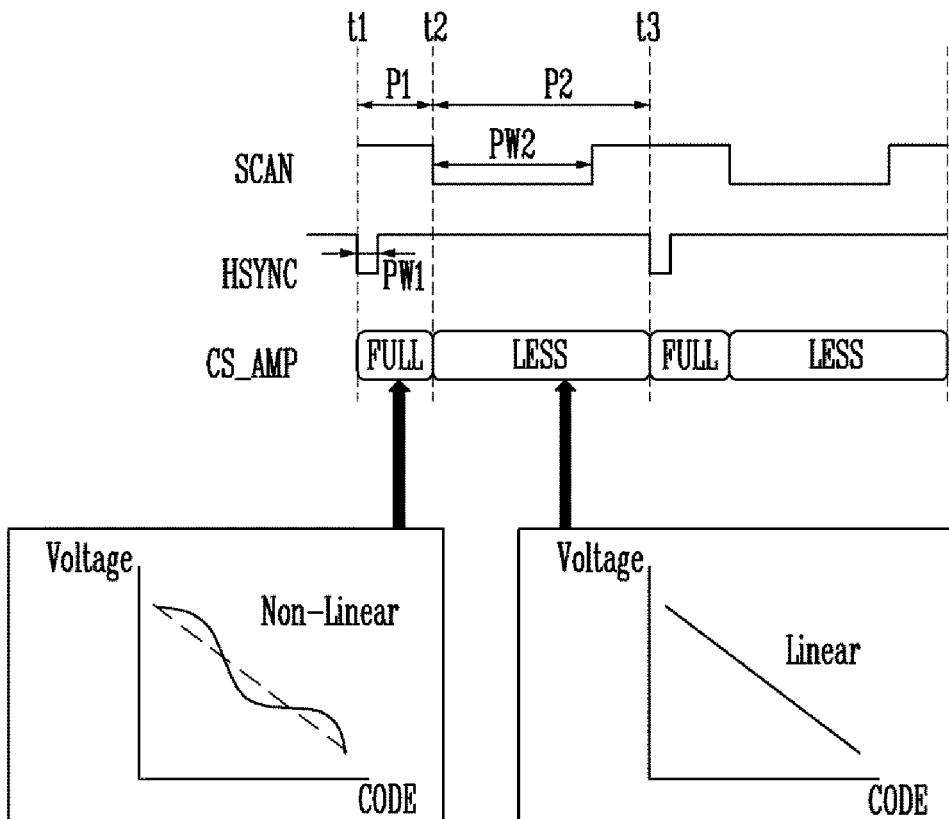 t1 t2 t3
P1 P2
PW2
SCAN
HSYNC PW1
CS_AMP FULL LESS FULL LESS
Voltage
Non-Linear
CODE
Voltage
Linear
CODE